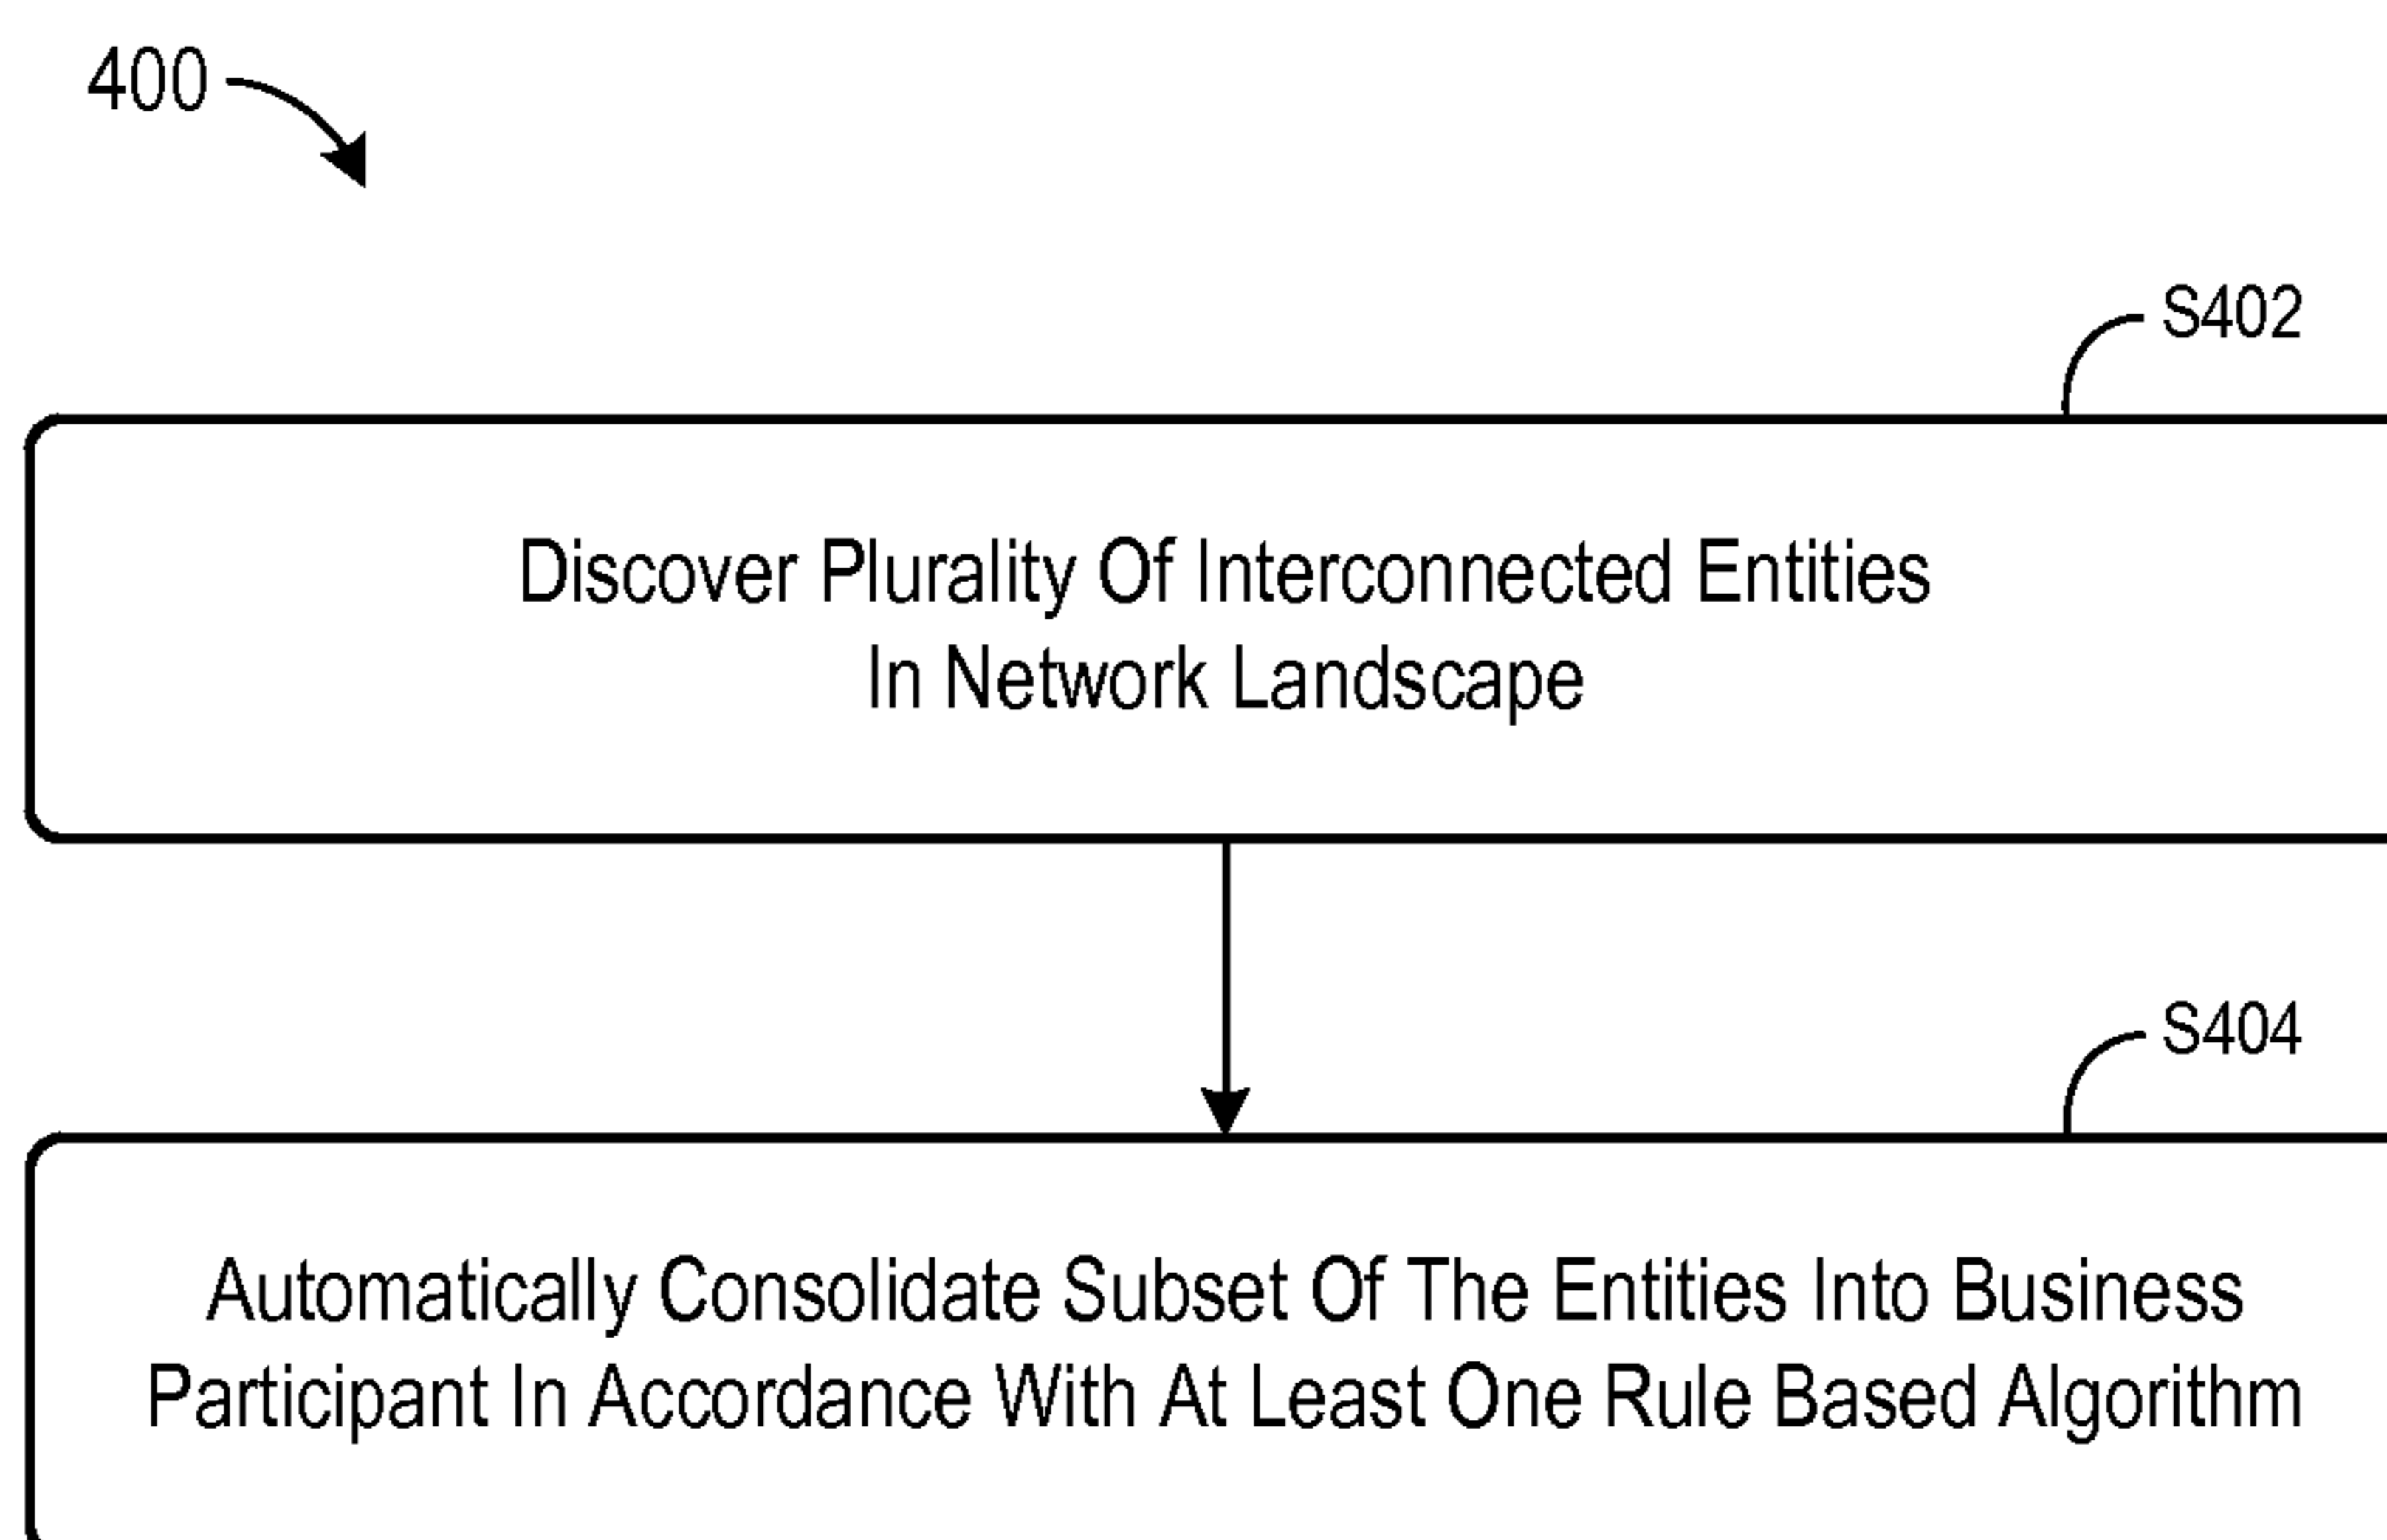 400
S402
Discover Plurality Of Interconnected Entities
In Network Landscape
S404
Automatically Consolidate Subset Of The Entities Into Business
Participant In Accordance With At Least One Rule Based Algorithm